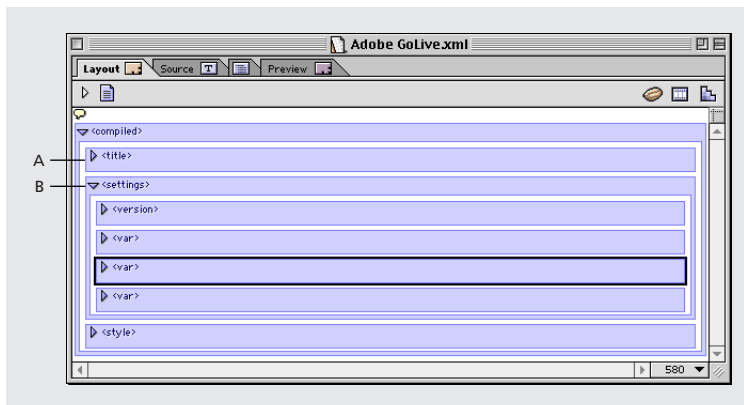 Adobe GoLive.xml
Layout Source T Preview
<compiled>
A <title>
B <settings>
<version>
<var>
<var>
<var>
<style>
580